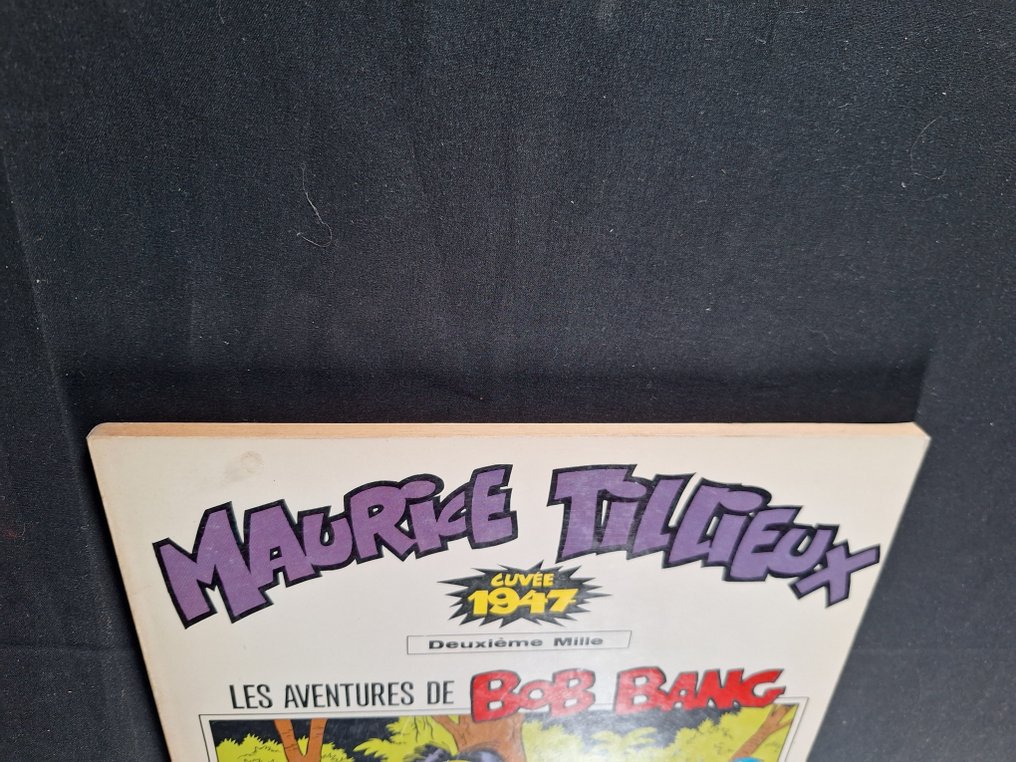 MAURICE TILLIEUX
CUVÉE
1947
Deuxième Mille
LES AVENTURES DE BOB BANG